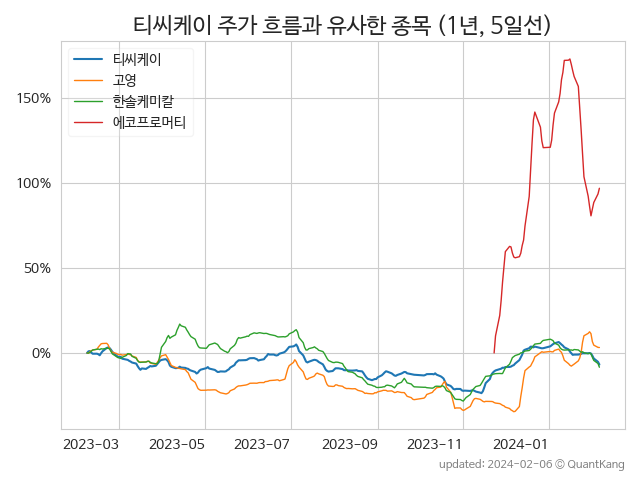 티씨케이 주가 흐름과 유사한 종목 (1년, 5일선)
티씨케이
고영
한솔케미칼
에코프로머티
150%
100%
50%
0%
2023-03 2023-05 2023-07 2023-09 2023-11 2024-01
updated: 2024-02-06 © QuantKang